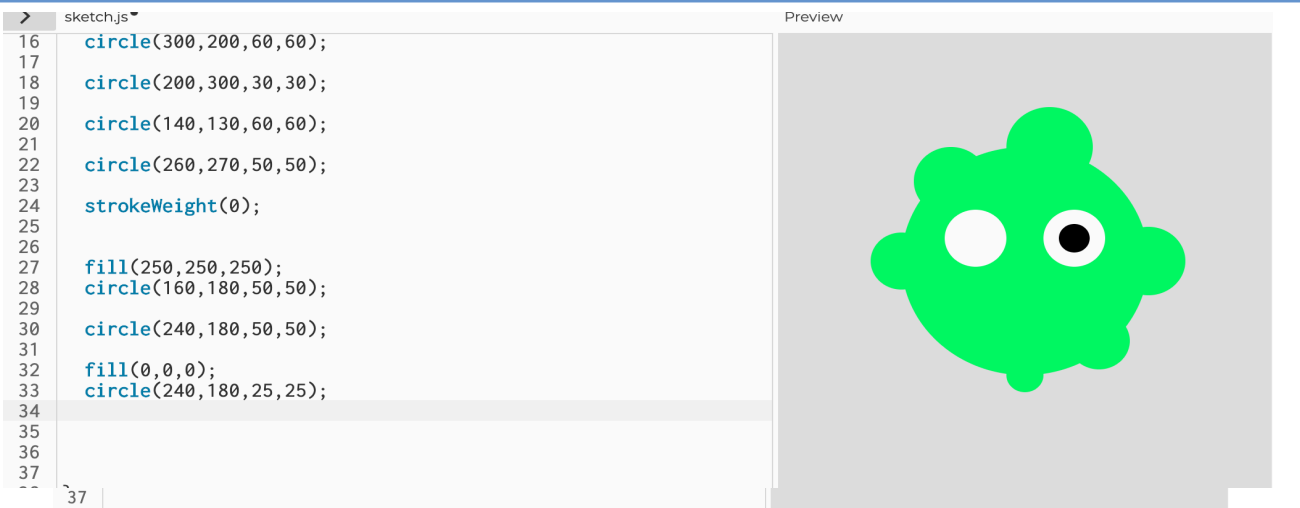 sketch.js
Preview
16 circle(300,200,60,60);
17
18 circle(200,300,30,30);
19
20 circle(140,130,60,60);
21
22 circle(260,270,50,50);
23
24 strokeWeight(0);
25
26
27 fill(250,250,250);
28 circle(160,180,50,50);
29
30 circle(240,180,50,50);
31
32 fill(0,0,0);
33 circle(240,180,25,25);
34
35
36
37
37